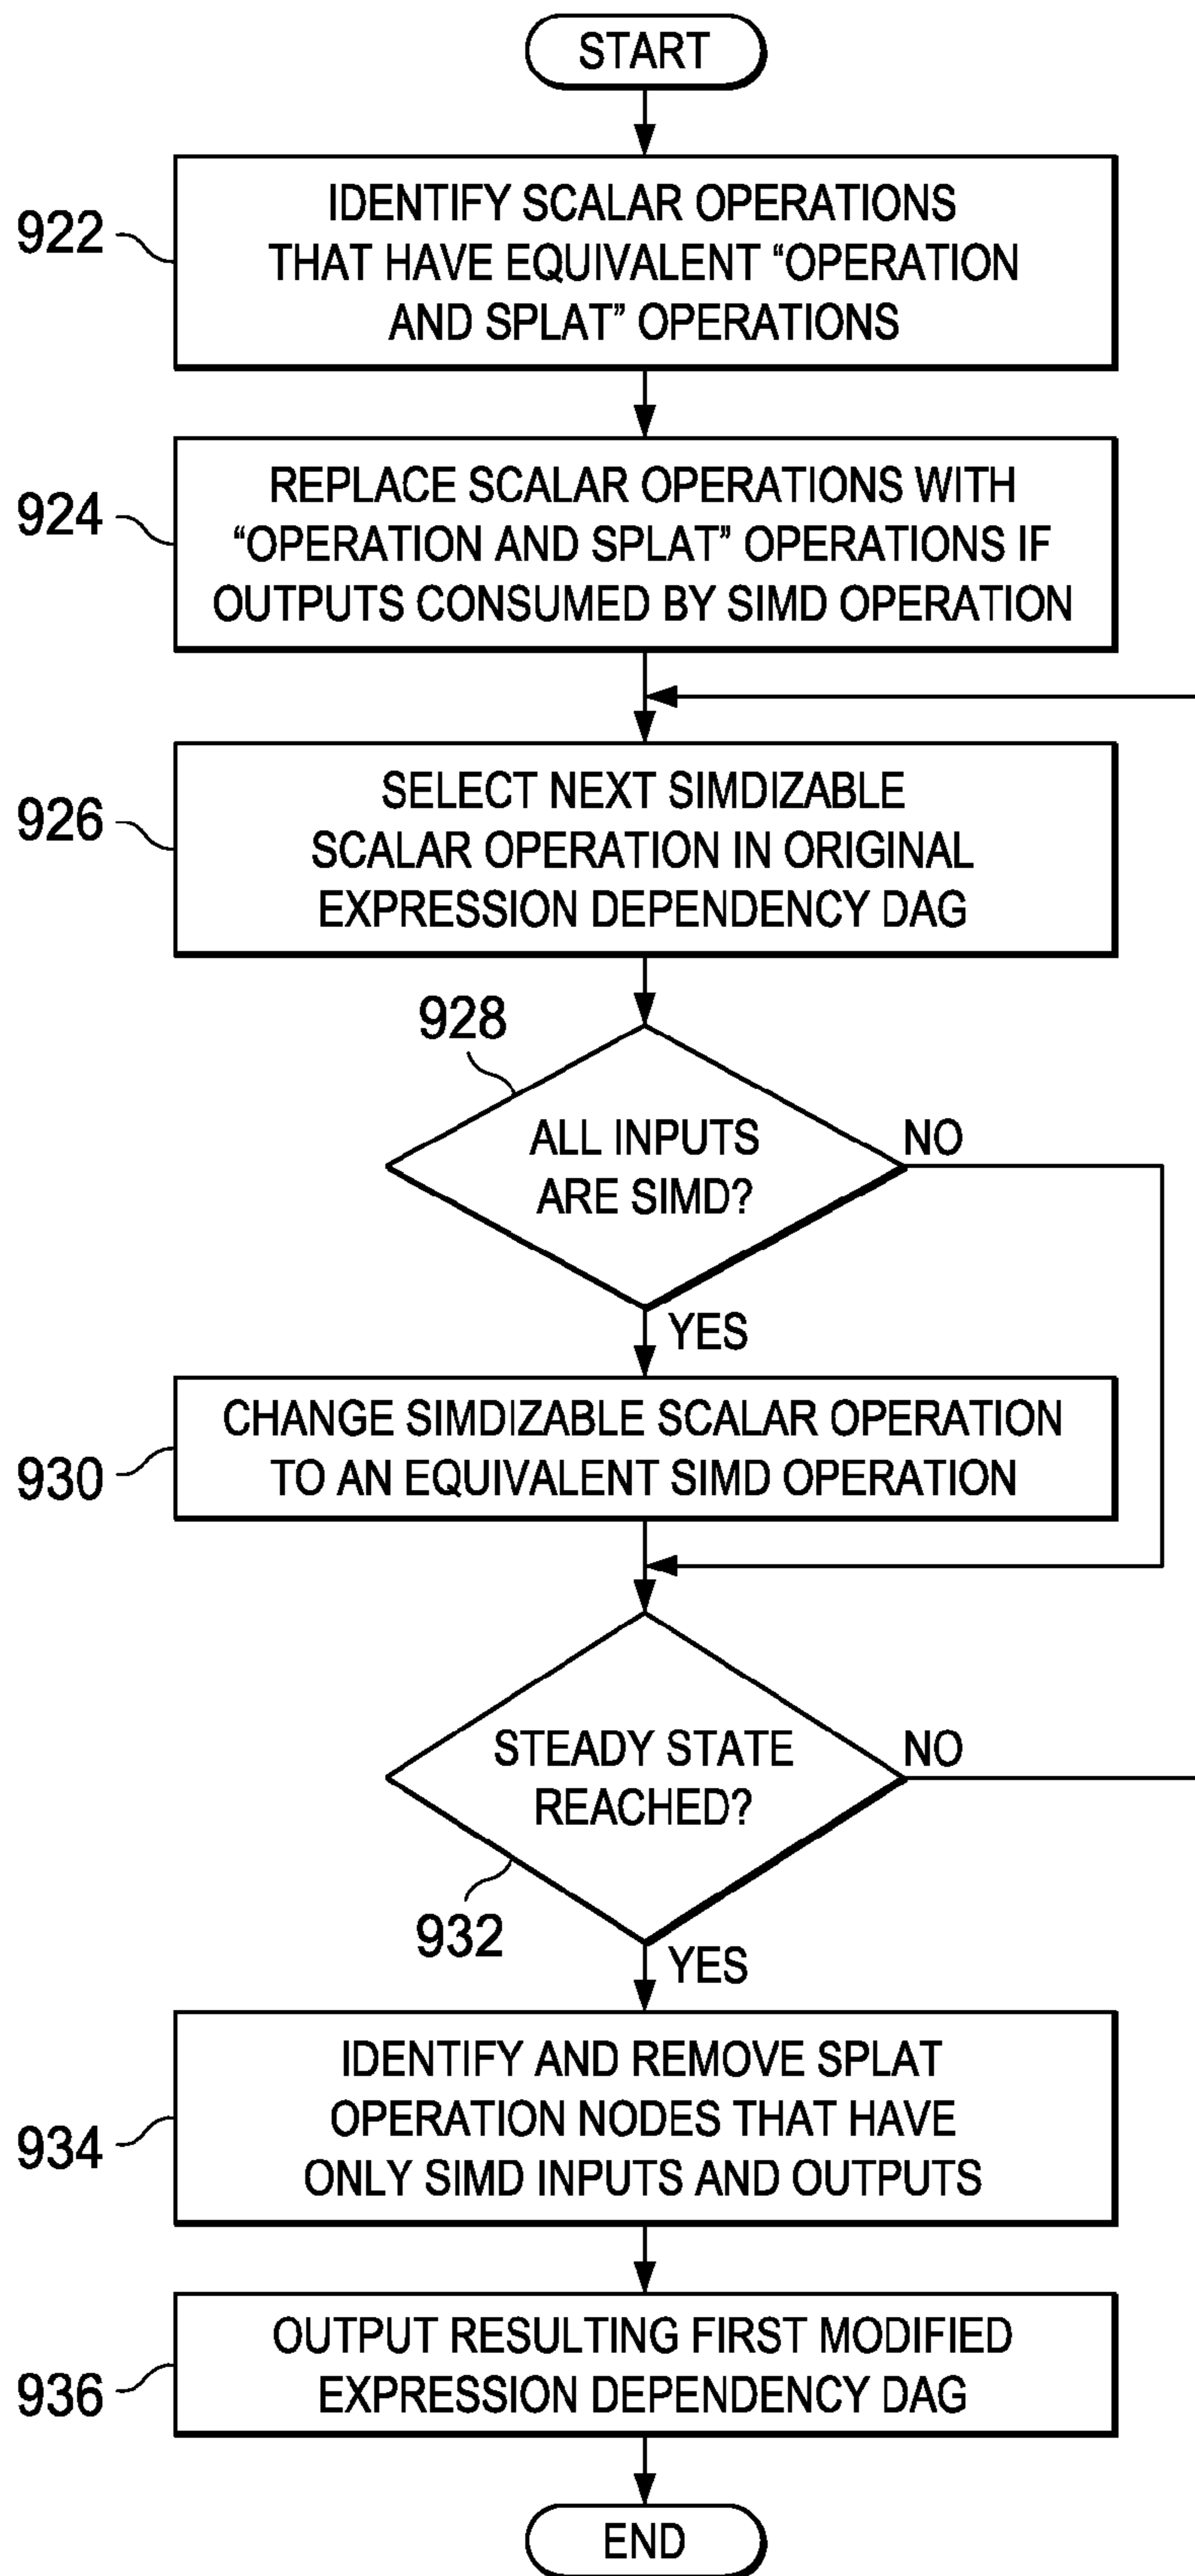 START
922
IDENTIFY SCALAR OPERATIONS
THAT HAVE EQUIVALENT “OPERATION
AND SPLAT” OPERATIONS
924
REPLACE SCALAR OPERATIONS WITH
“OPERATION AND SPLAT” OPERATIONS IF
OUTPUTS CONSUMED BY SIMD OPERATION
926
SELECT NEXT SIMDIZABLE
SCALAR OPERATION IN ORIGINAL
EXPRESSION DEPENDENCY DAG
928
ALL INPUTS
ARE SIMD?
NO
YES
930
CHANGE SIMDIZABLE SCALAR OPERATION
TO AN EQUIVALENT SIMD OPERATION
STEADY STATE
REACHED?
NO
932
YES
934
IDENTIFY AND REMOVE SPLAT
OPERATION NODES THAT HAVE
ONLY SIMD INPUTS AND OUTPUTS
936
OUTPUT RESULTING FIRST MODIFIED
EXPRESSION DEPENDENCY DAG
END